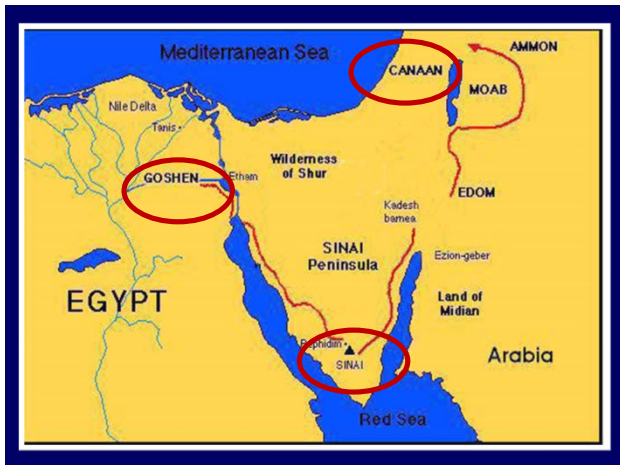 Mediterranean Sea
AMMON
CANAAN
MOAB
Nile Delta
Tanis
Wilderness
of Shur
GOSHEN
Etham
EDOM
Kadesh
barnea
SINAI
Peninsula
Ezion-geber
EGYPT
Land of
Midian
Rephidim
SINAI
Arabia
Red Sea